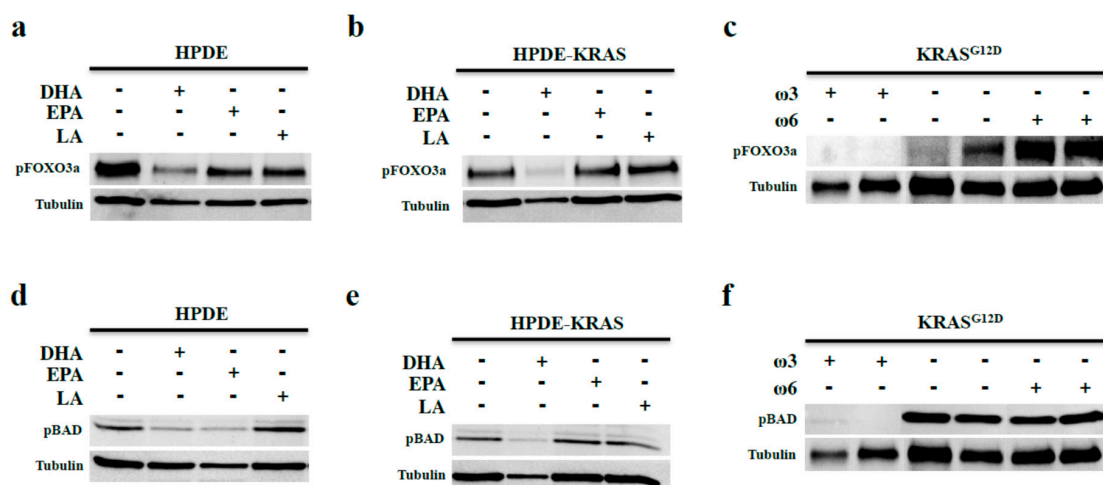 a
HPDE
DHA - + - -
EPA - - + -
LA - - - +
pFOXO3a
Tubulin
b
HPDE-KRAS
DHA - + - -
EPA - - + -
LA - - - +
pFOXO3a
Tubulin
c
KRASG12D
ω3 + + - - - -
ω6 - - - - + +
pFOXO3a
Tubulin
d
HPDE
DHA - + - -
EPA - - + -
LA - - - +
pBAD
Tubulin
e
HPDE-KRAS
DHA - + - -
EPA - - + -
LA - - - +
pBAD
Tubulin
f
KRASG12D
ω3 + + - - - -
ω6 - - - - + +
pBAD
Tubulin